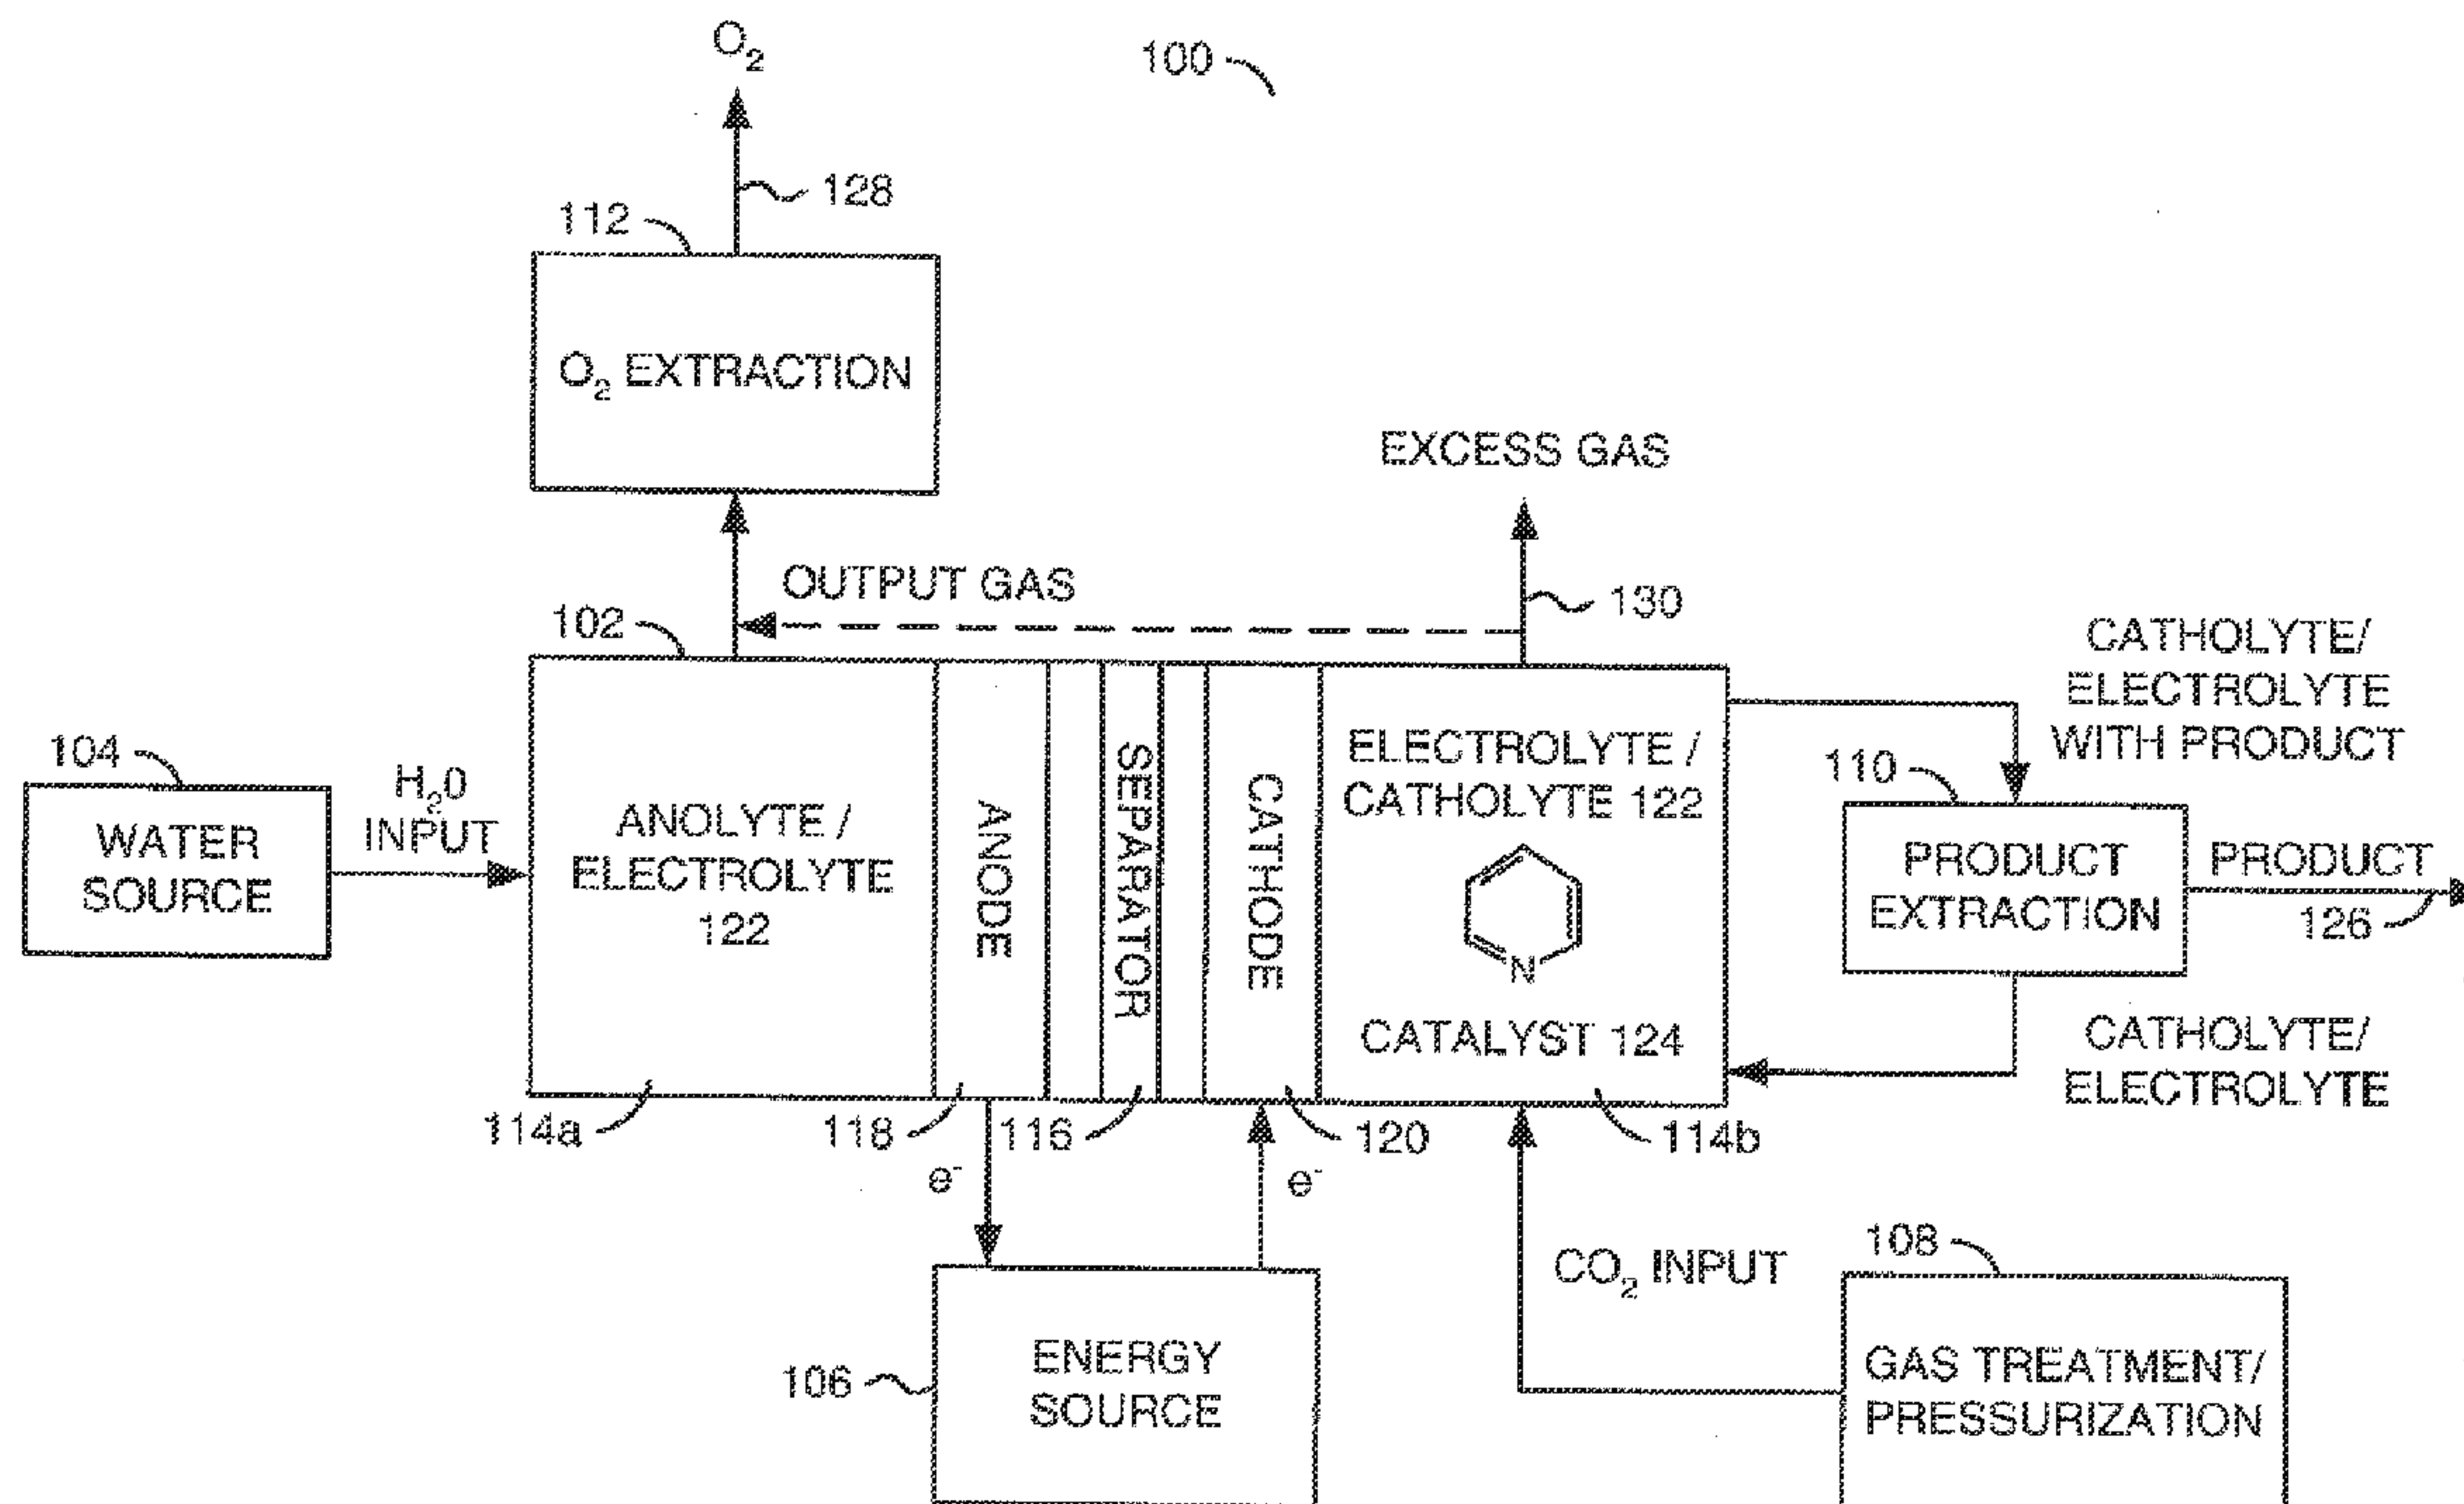 O₂
100
128
112
O₂ EXTRACTION
EXCESS GAS
OUTPUT GAS
130
102
CATHOLYTE/
ELECTROLYTE
WITH PRODUCT
104
H₂0
INPUT
WATER
SOURCE
ANOLYTE /
ELECTROLYTE
122
ANODE
SEPARATOR
CATHODE
ELECTROLYTE /
CATHOLYTE 122
N
CATALYST 124
110
PRODUCT
EXTRACTION
PRODUCT
126
CATHOLYTE/
ELECTROLYTE
114a
118
116
120
114b
e⁻
e⁻
CO₂ INPUT
108
106
ENERGY
SOURCE
GAS TREATMENT/
PRESSURIZATION